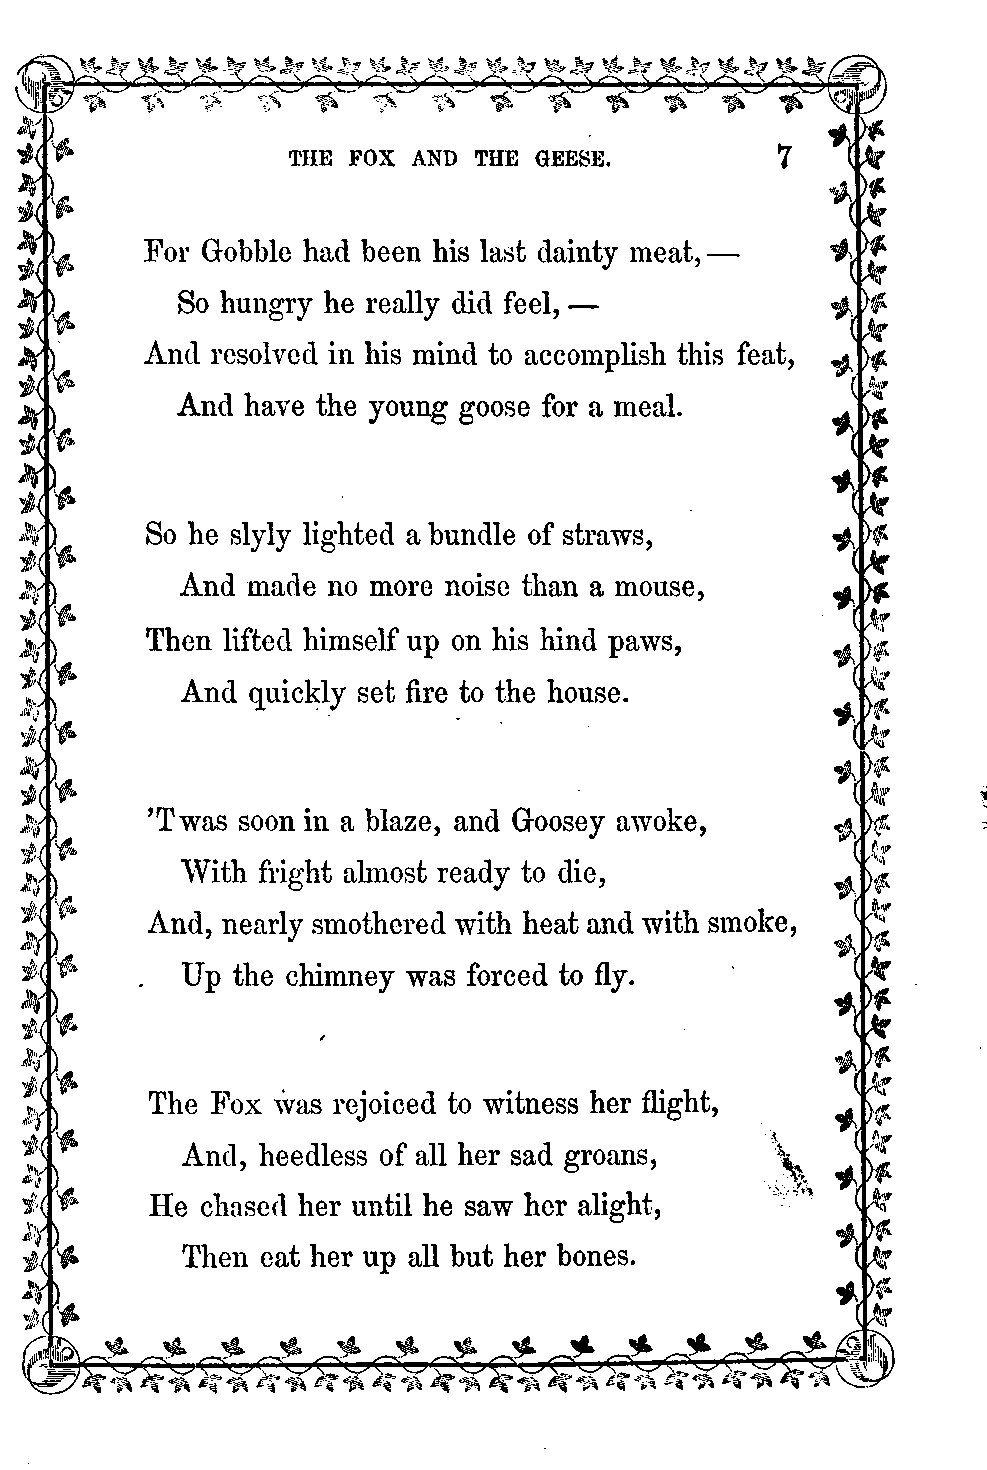 THE FOX AND THE GEESE. 7
For Gobble had been his last dainty meat,—
So hungry he really did feel,—
And resolved in his mind to accomplish this feat,
And have the young goose for a meal.
So he slyly lighted a bundle of straws,
And made no more noise than a mouse,
Then lifted himself up on his hind paws,
And quickly set fire to the house.
'Twas soon in a blaze, and Goosey awoke,
With fright almost ready to die,
And, nearly smothered with heat and with smoke,
Up the chimney was forced to fly.
The Fox was rejoiced to witness her flight,
And, heedless of all her sad groans,
He chased her until he saw her alight,
Then eat her up all but her bones.